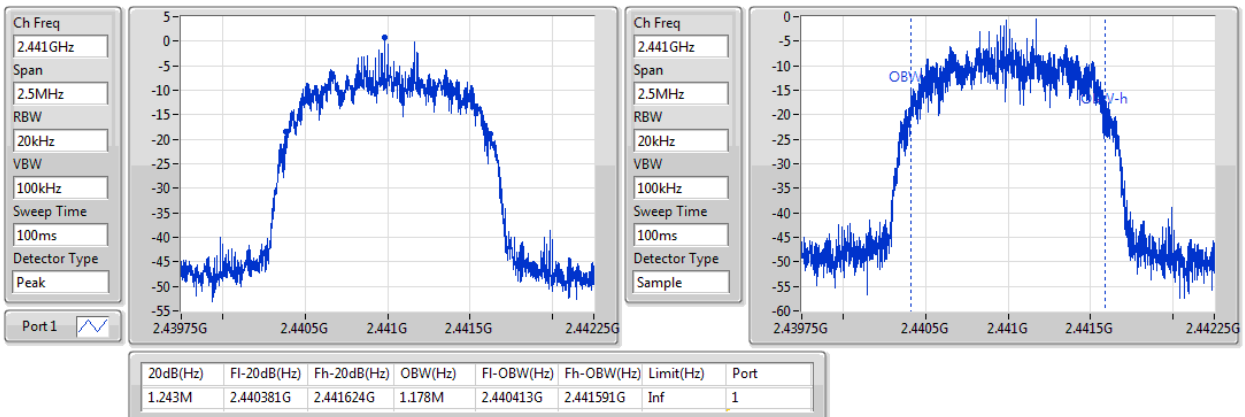 Ch Freq
2.441GHz
Span
2.5MHz
RBW
20kHz
VBW
100kHz
Sweep Time
100ms
Detector Type
Peak
Port 1
5
0
-5
-10
-15
-20
-25
-30
-35
-40
-45
-50
-55
2.43975G 2.4405G 2.441G 2.4415G 2.44225G
Ch Freq
2.441GHz
Span
2.5MHz
RBW
20kHz
VBW
100kHz
Sweep Time
100ms
Detector Type
Sample
0
-5
-10
-15
-20
-25
-30
-35
-40
-45
-50
-55
-60
OBW
2.43975G 2.4405G 2.441G 2.4415G 2.44225G
20dB(Hz) Fl-20dB(Hz) Fh-20dB(Hz) OBW(Hz) Fl-OBW(Hz) Fh-OBW(Hz) Limit(Hz) Port
1.243M 2.440381G 2.441624G 1.178M 2.440413G 2.441591G Inf 1